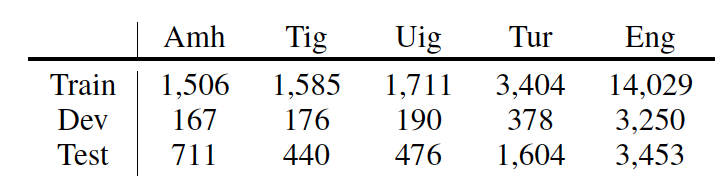 Amh Tig Uig Tur Eng
Train 1,506 1,585 1,711 3,404 14,029
Dev 167 176 190 378 3,250
Test 711 440 476 1,604 3,453